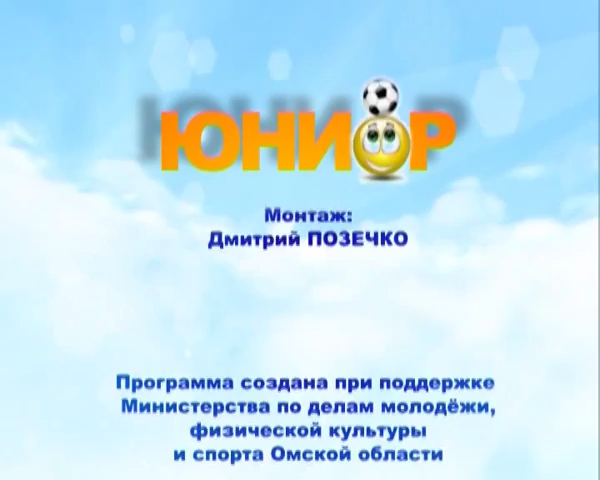 ЮНИОР
Монтаж:
Дмитрий ПОЗЕЧКО
Программа создана при поддержке
Министерства по делам молодёжи,
физической культуры
и спорта Омской области